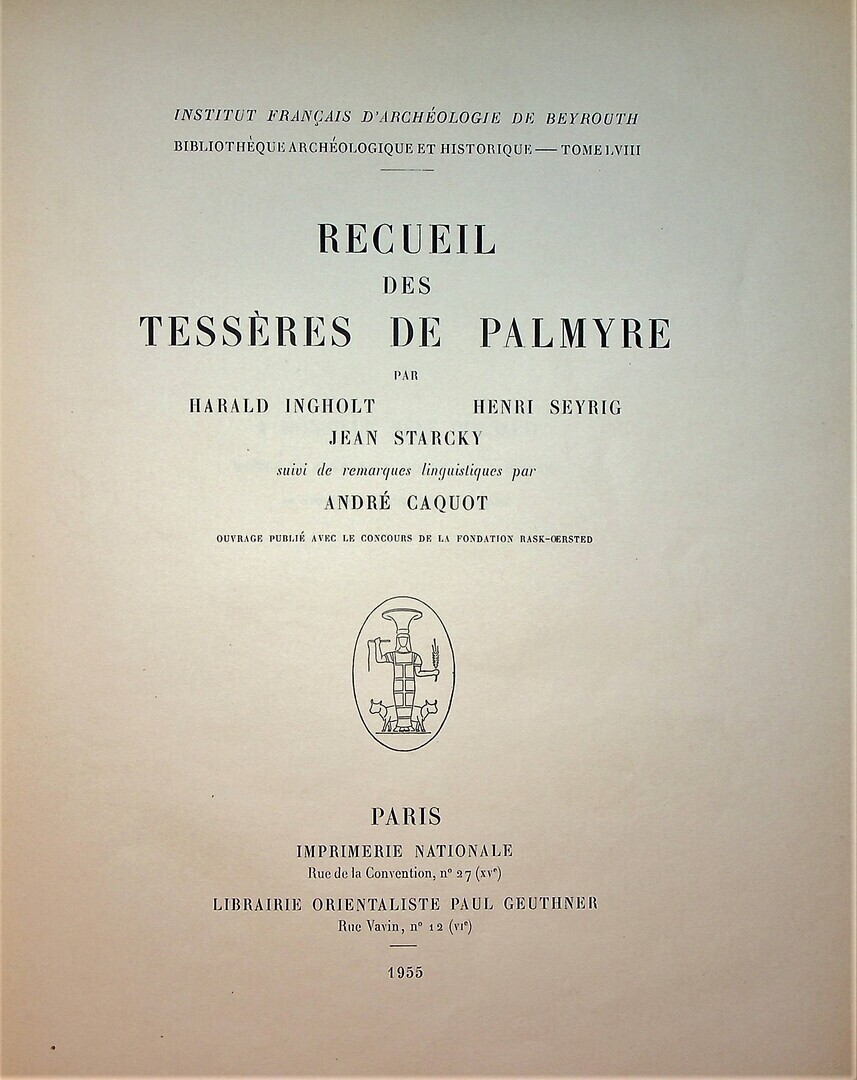 INSTITUT FRANÇAIS D'ARCHÉOLOGIE DE BEYROUTH
BIBLIOTHÈQUE ARCHÉOLOGIQUE ET HISTORIQUE — TOME LVIII
RECUEIL
DES
TESSÈRES DE PALMYRE
PAR
HARALD INGHOLT HENRI SEYRIG
JEAN STARCKY
suivi de remarques linguistiques par
ANDRÉ CAQUOT
OUVRAGE PUBLIÉ AVEC LE CONCOURS DE LA FONDATION RASK-OERSTED
PARIS
IMPRIMERIE NATIONALE
Rue de la Convention, n° 27 (xvᵉ)
LIBRAIRIE ORIENTALISTE PAUL GEUTHNER
Rue Vavin, n° 12 (viᵉ)
1955